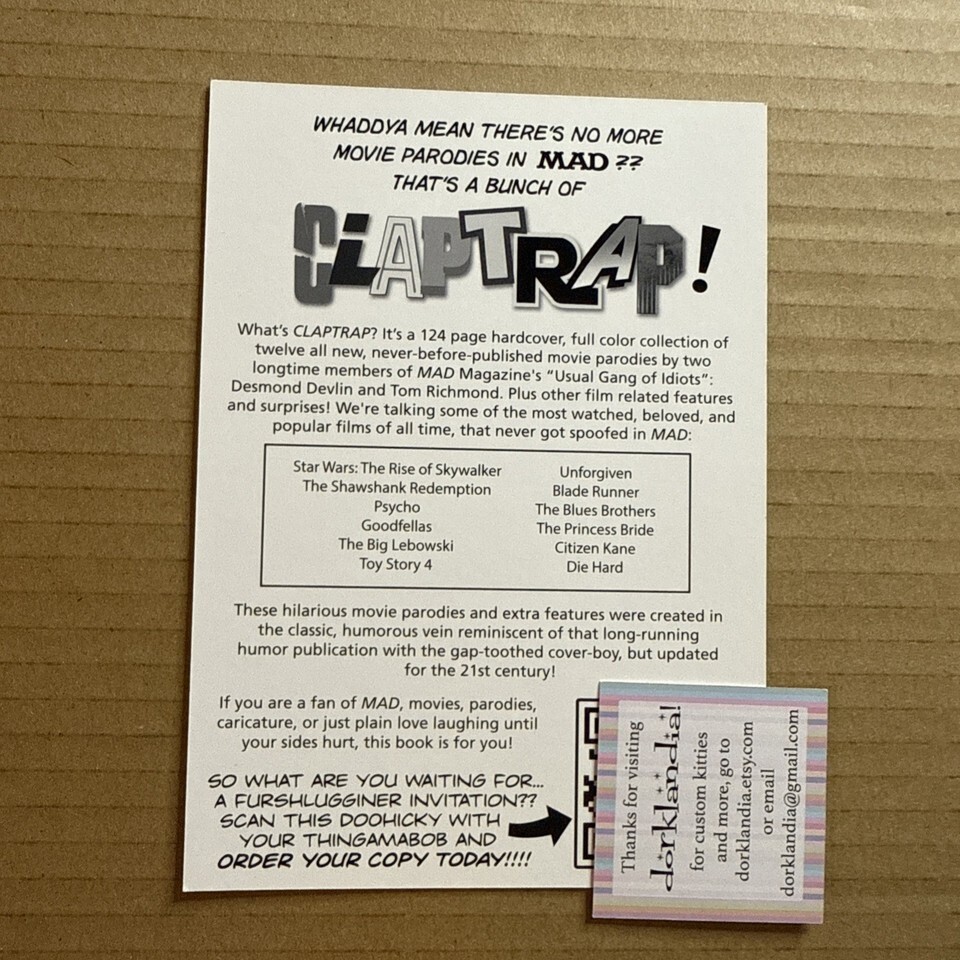 WHADDYA MEAN THERE'S NO MORE
MOVIE PARODIES IN MAD ??
THAT'S A BUNCH OF
CLAPTRAP!
What's CLAPTRAP? It's a 124 page hardcover, full color collection of
twelve all new, never-before-published movie parodies by two
longtime members of MAD Magazine's "Usual Gang of Idiots":
Desmond Devlin and Tom Richmond. Plus other film related features
and surprises! We're talking some of the most watched, beloved, and
popular films of all time, that never got spoofed in MAD:
Star Wars: The Rise of Skywalker
The Shawshank Redemption
Psycho
Goodfellas
The Big Lebowski
Toy Story 4
Unforgiven
Blade Runner
The Blues Brothers
The Princess Bride
Citizen Kane
Die Hard
These hilarious movie parodies and extra features were created in
the classic, humorous vein reminiscent of that long-running
humor publication with the gap-toothed cover-boy, but updated
for the 21st century!
If you are a fan of MAD, movies, parodies,
caricature, or just plain love laughing until
your sides hurt, this book is for you!
SO WHAT ARE YOU WAITING FOR...
A FURSHLUGGINER INVITATION??
SCAN THIS DOOHICKY WITH
YOUR THINGAMABOB AND
ORDER YOUR COPY TODAY!!!!
Thanks for visiting
dorklandia!
for custom kitties
and more, go to
dorklandia.etsy.com
or email
dorklandia@gmail.com